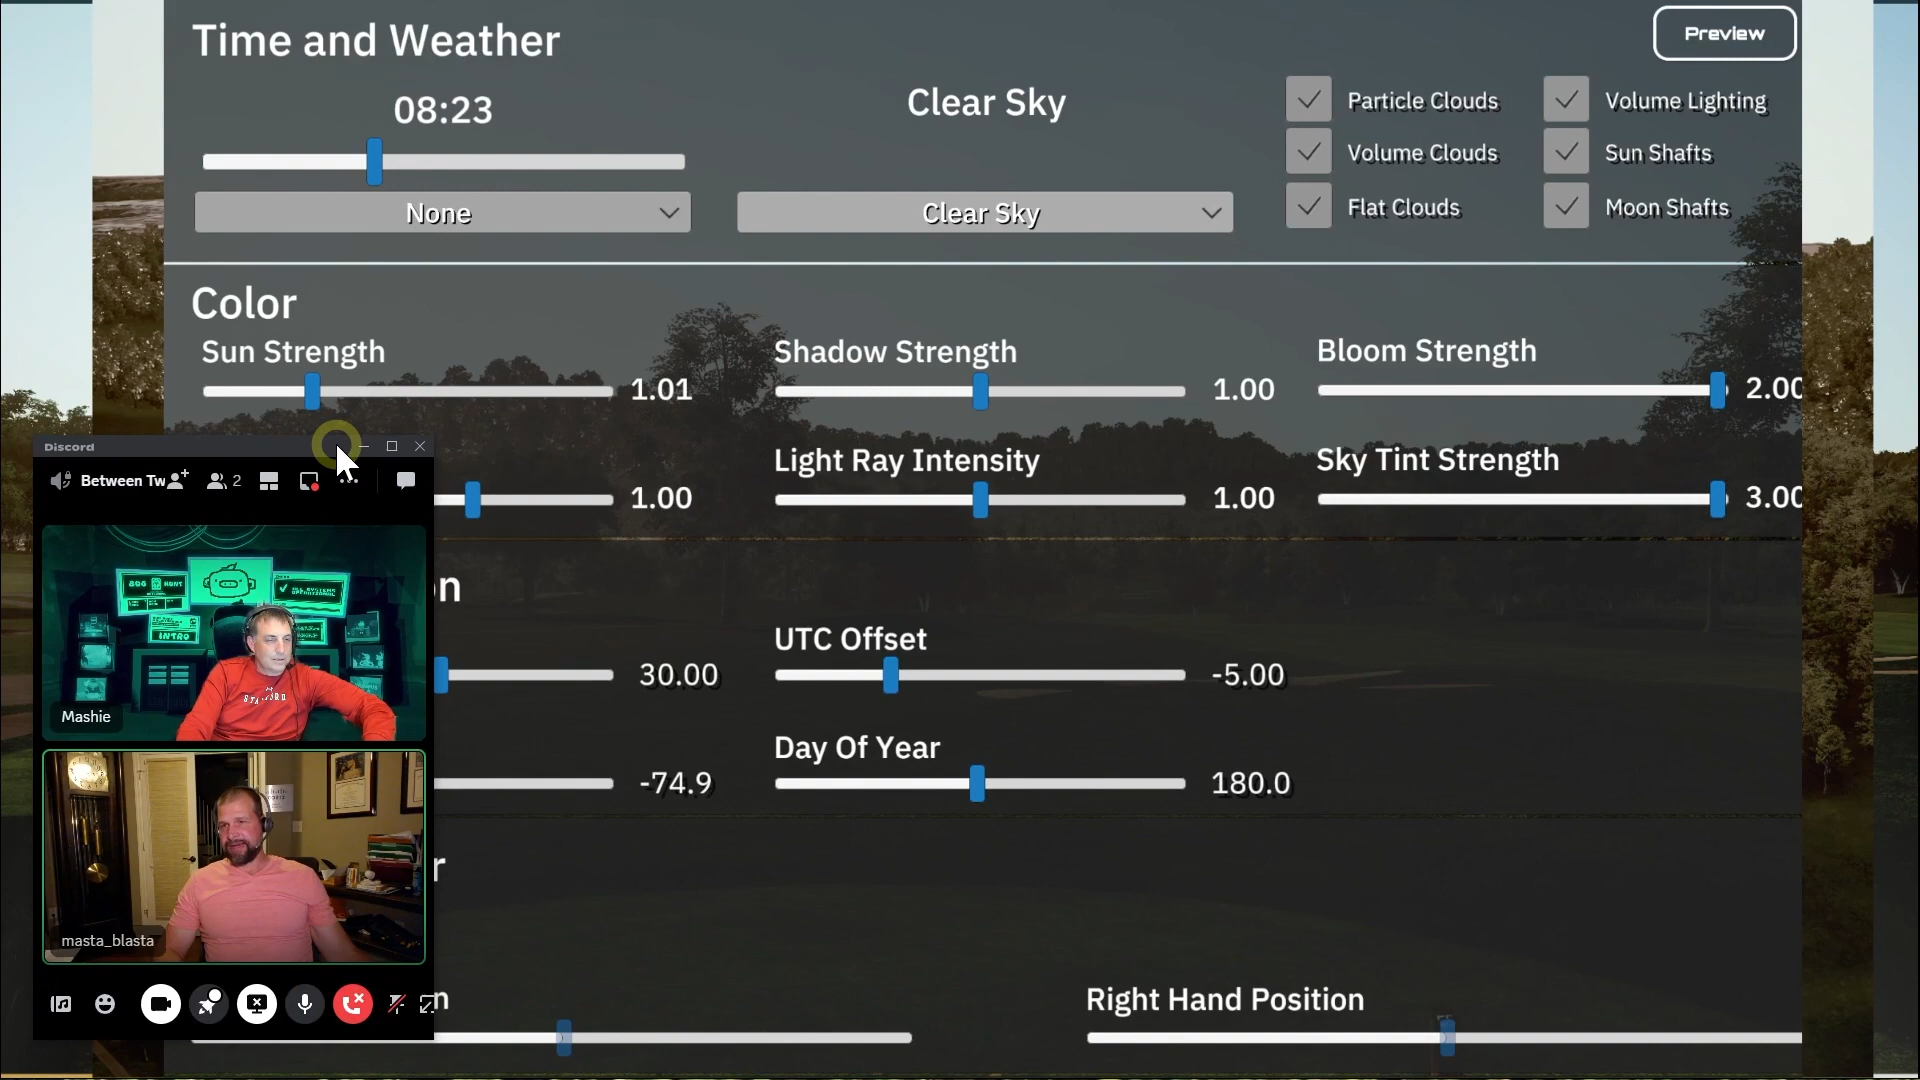 Time and Weather
Preview
08:23
Clear Sky
Particle Clouds
Volume Lighting
Volume Clouds
Sun Shafts
None
Clear Sky
Flat Clouds
Moon Shafts
Color
Sun Strength
Shadow Strength
Bloom Strength
1.01
1.00
2.00
Discord
Light Ray Intensity
Sky Tint Strength
Between Tw
2
1.00
1.00
3.00
on
UTC Offset
30.00
-5.00
INTRO
Mashie
Day Of Year
-74.9
180.0
r
masta_blasta
n
Right Hand Position